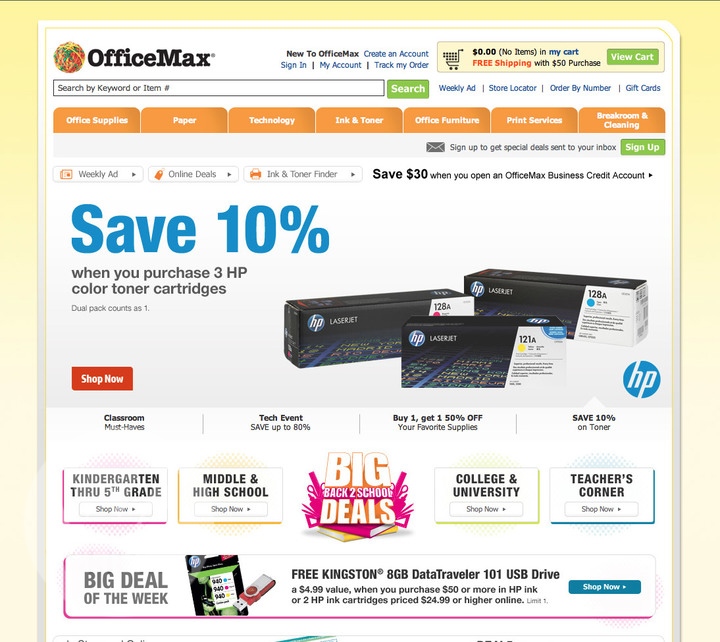 OfficeMax®
New To OfficeMax Create an Account
Sign In | My Account | Track my Order
$0.00 (No Items) in my cart
FREE Shipping with $50 Purchase
View Cart
Search by Keyword or Item #
Search
Weekly Ad | Store Locator | Order By Number | Gift Cards
Office Supplies
Paper
Technology
Ink & Toner
Office Furniture
Print Services
Breakroom &
Cleaning
Sign up to get special deals sent to your inbox
Sign Up
Weekly Ad
Online Deals
Ink & Toner Finder
Save $30 when you open an OfficeMax Business Credit Account
Save 10%
when you purchase 3 HP
color toner cartridges
Dual pack counts as 1.
hp LASERJET
128A
hp LASERJET
128A
hp LASERJET
121A
hp
Shop Now
Classroom
Must-Haves
Tech Event
SAVE up to 80%
Buy 1, get 1 50% OFF
Your Favorite Supplies
SAVE 10%
on Toner
KINDERGARTEN
THRU 5TH GRADE
Shop Now
MIDDLE &
HIGH SCHOOL
Shop Now
BIG
BACK 2 SCHOOL
DEALS
COLLEGE &
UNIVERSITY
Shop Now
TEACHER'S
CORNER
Shop Now
BIG DEAL
OF THE WEEK
hp
940
940
940
FREE KINGSTON® 8GB DataTraveler 101 USB Drive
a $4.99 value, when you purchase $50 or more in HP ink
or 2 HP ink cartridges priced $24.99 or higher online. Limit 1.
Shop Now